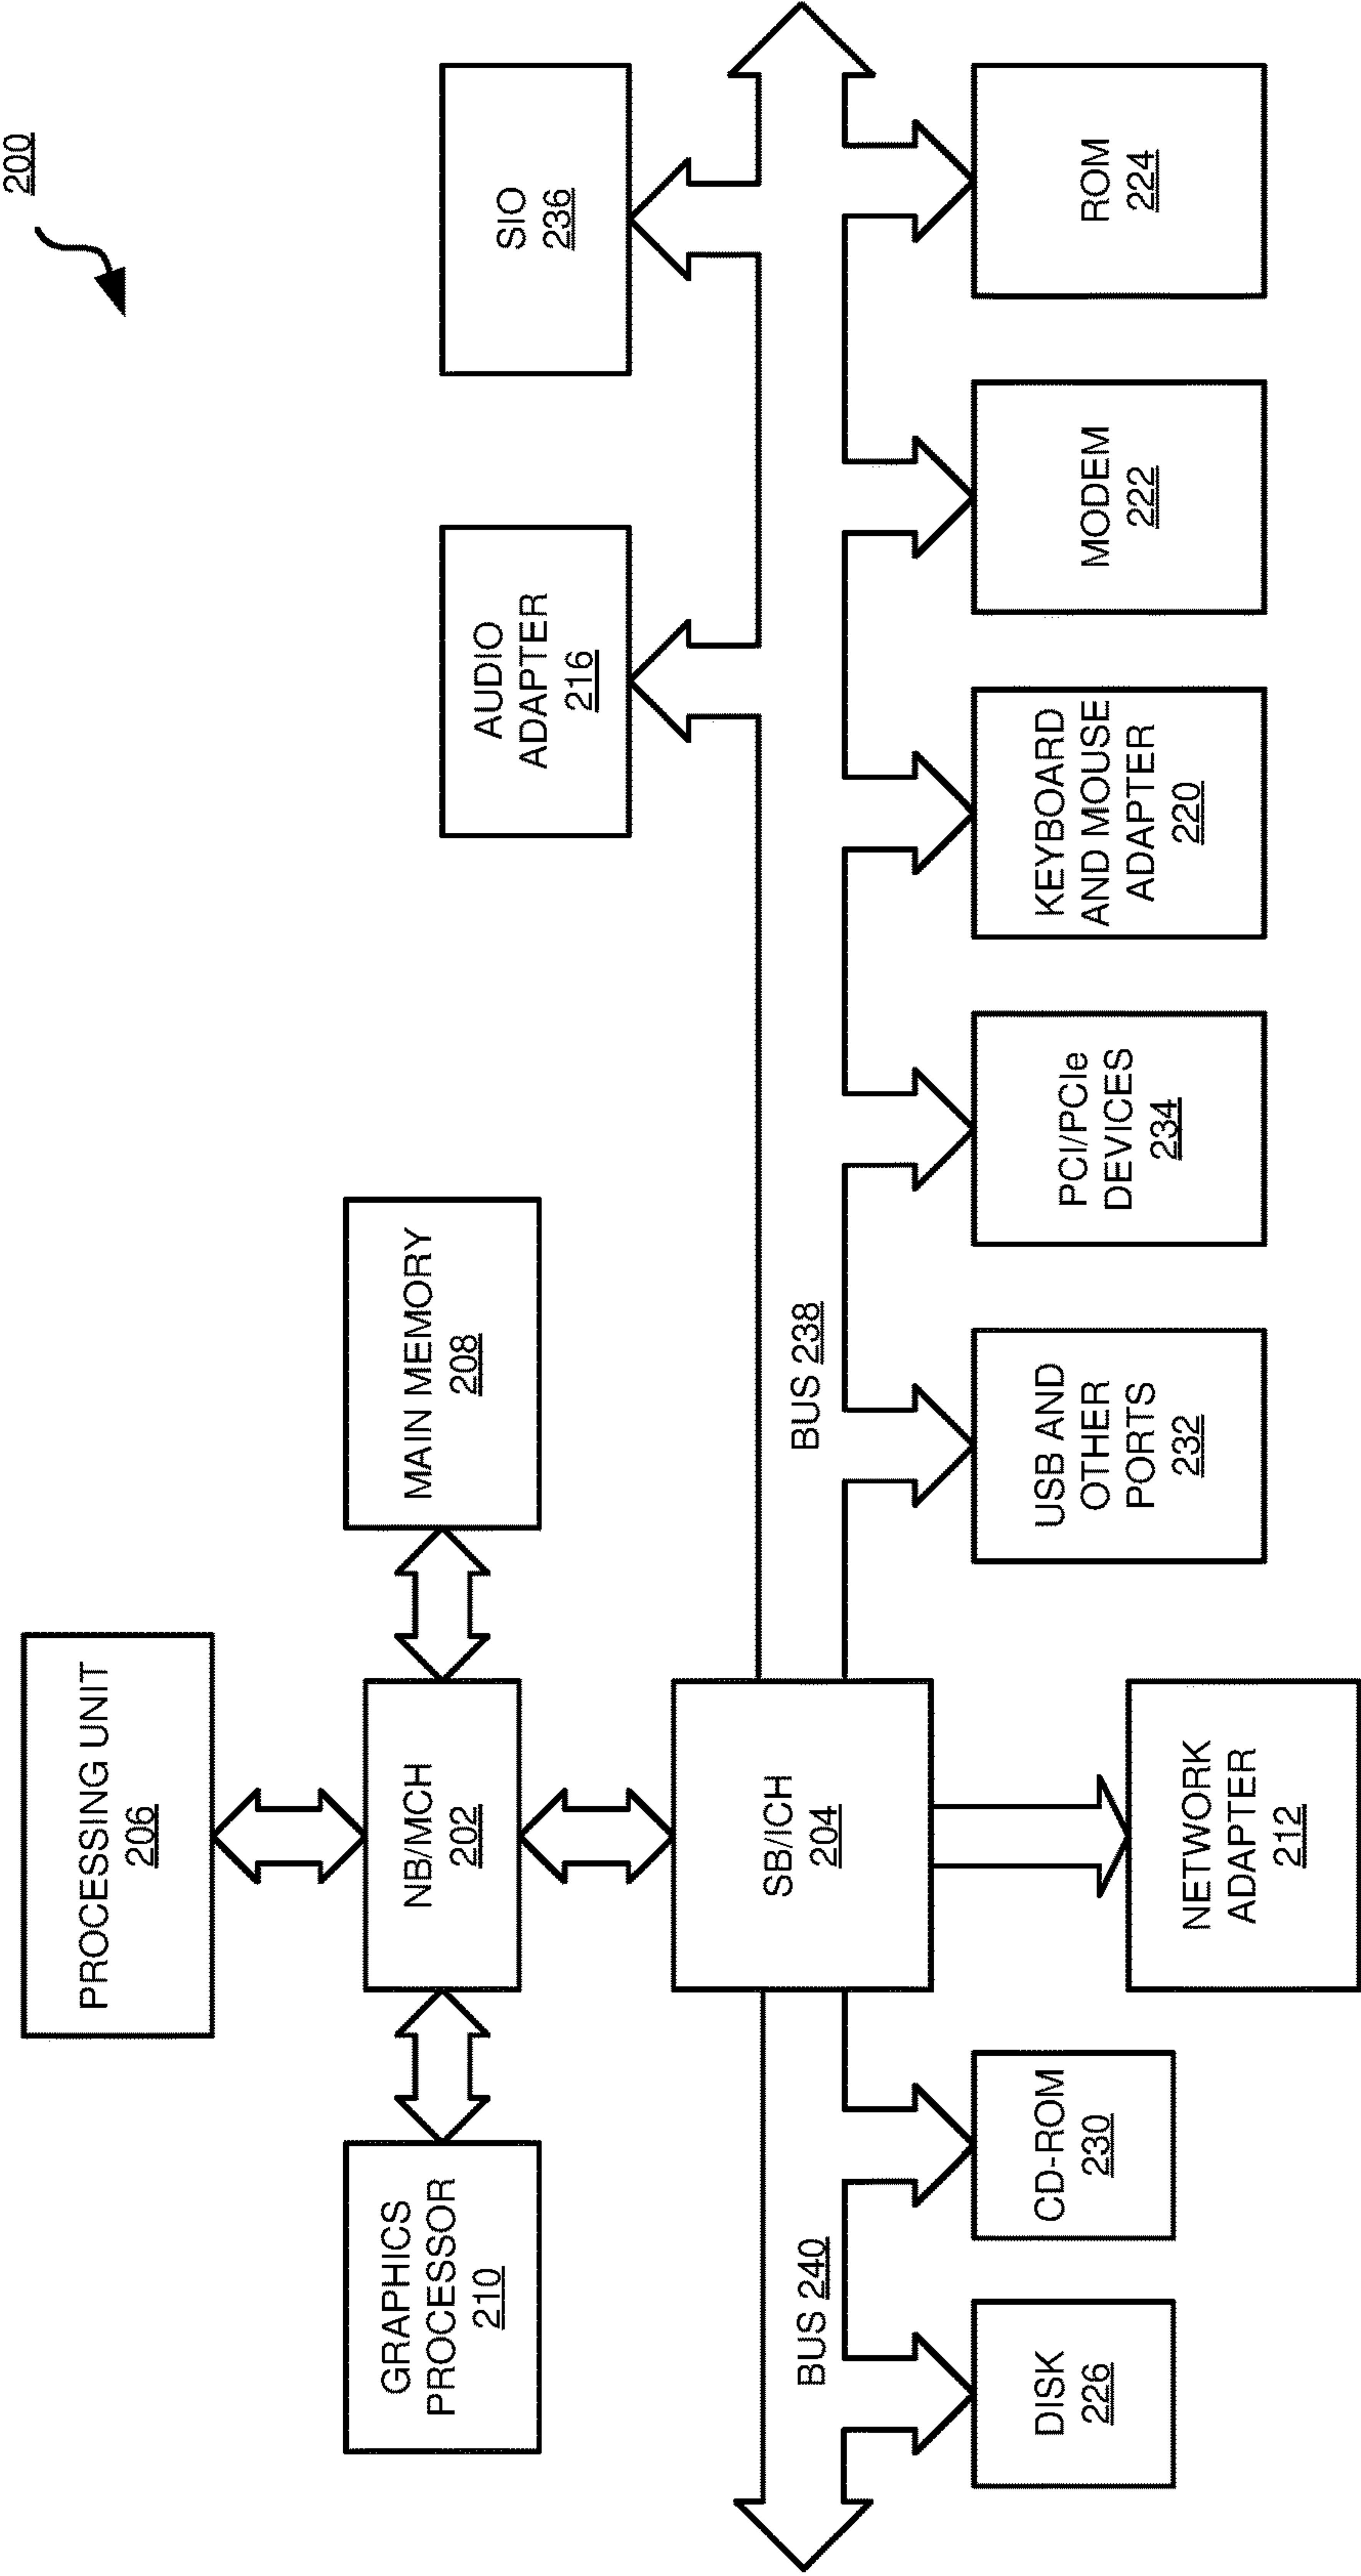 200
PROCESSING UNIT
206
GRAPHICS
PROCESSOR
210
NB/MCH
202
MAIN MEMORY
208
AUDIO
ADAPTER
216
SIO
236
SB/ICH
204
BUS 240
BUS 238
DISK
226
CD-ROM
230
NETWORK
ADAPTER
212
USB AND
OTHER
PORTS
232
PCI/PCIe
DEVICES
234
KEYBOARD
AND MOUSE
ADAPTER
220
MODEM
222
ROM
224